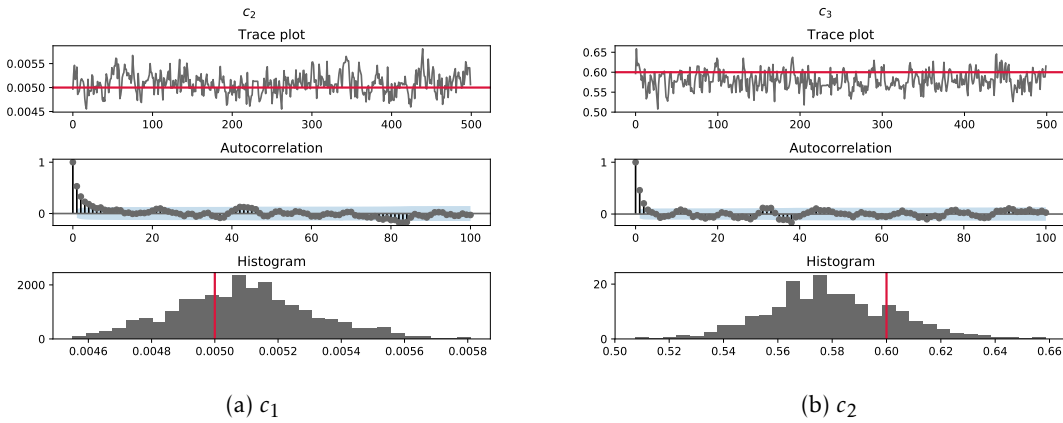 c2
Trace plot
0.0055
0.0050
0.0045
0 100 200 300 400 500
Autocorrelation
1
0
0 20 40 60 80 100
Histogram
2000
0
0.0046 0.0048 0.0050 0.0052 0.0054 0.0056 0.0058
(a) c1
c3
Trace plot
0.65
0.60
0.55
0.50
0 100 200 300 400 500
Autocorrelation
1
0
0 20 40 60 80 100
Histogram
20
0
0.50 0.52 0.54 0.56 0.58 0.60 0.62 0.64 0.66
(b) c2